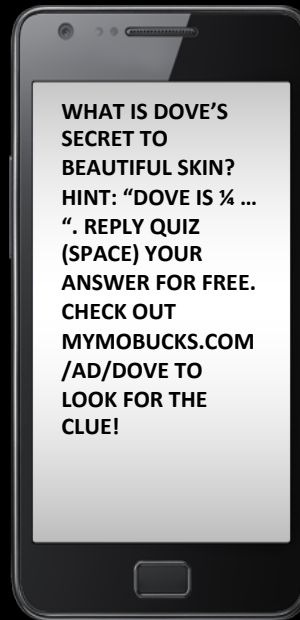 WHAT IS DOVE’S
SECRET TO
BEAUTIFUL SKIN?
HINT: “DOVE IS ¼ …
“. REPLY QUIZ
(SPACE) YOUR
ANSWER FOR FREE.
CHECK OUT
MYMOBUCKS.COM
/AD/DOVE TO
LOOK FOR THE
CLUE!